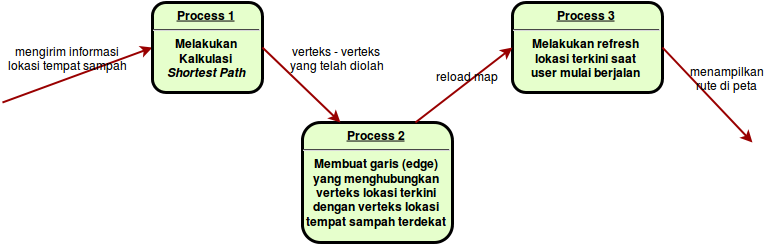 mengirim informasi
lokasi tempat sampah
Process 1
Melakukan
Kalkulasi
Shortest Path
verteks - verteks
yang telah diolah
Process 2
Membuat garis (edge)
yang menghubungkan
verteks lokasi terkini
dengan verteks lokasi
tempat sampah terdekat
reload map
Process 3
Melakukan refresh
lokasi terkini saat
user mulai berjalan
menampilkan
rute di peta